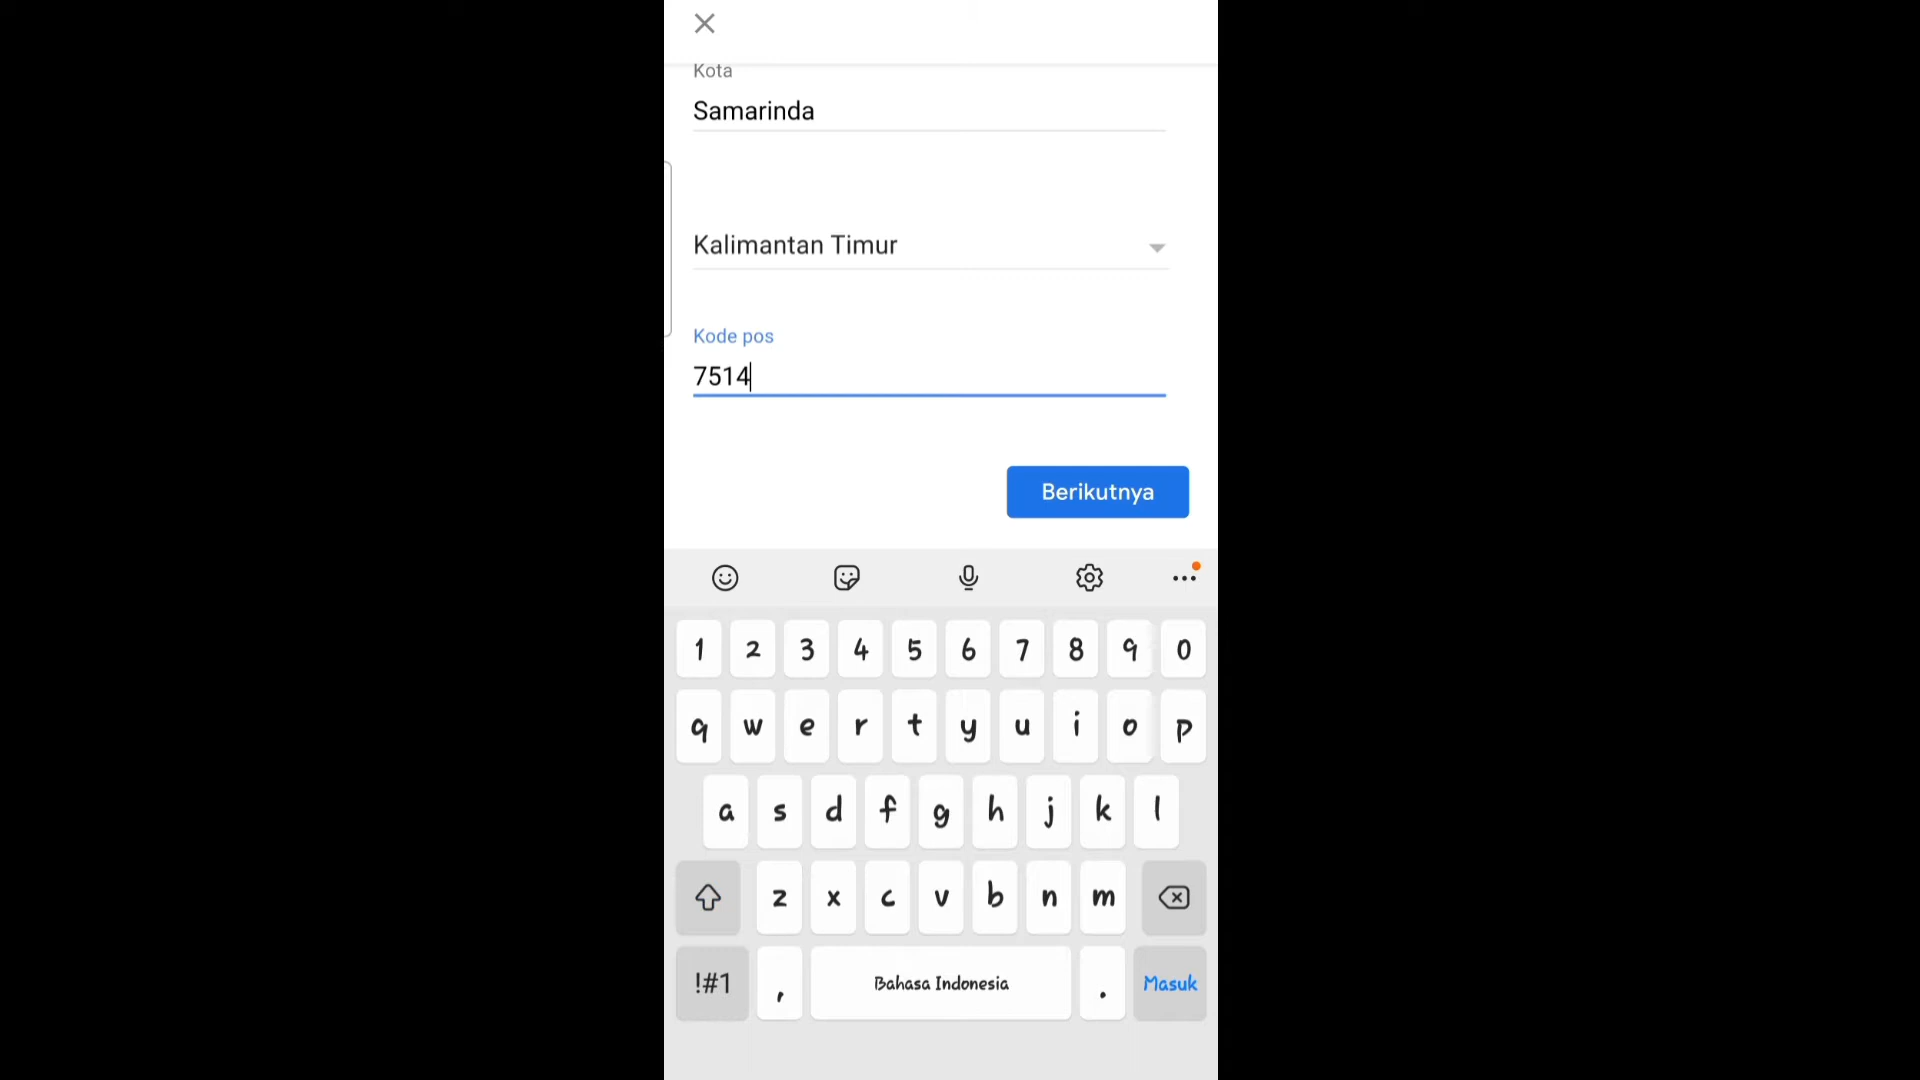 Kota
Samarinda
Kalimantan Timur
Kode pos
7514
Berikutnya
1 2 3 4 5 6 7 8 9 0
q w e r t y u i o p
a s d f g h j k l
z x c v b n m
!#1 , Bahasa Indonesia . Masuk